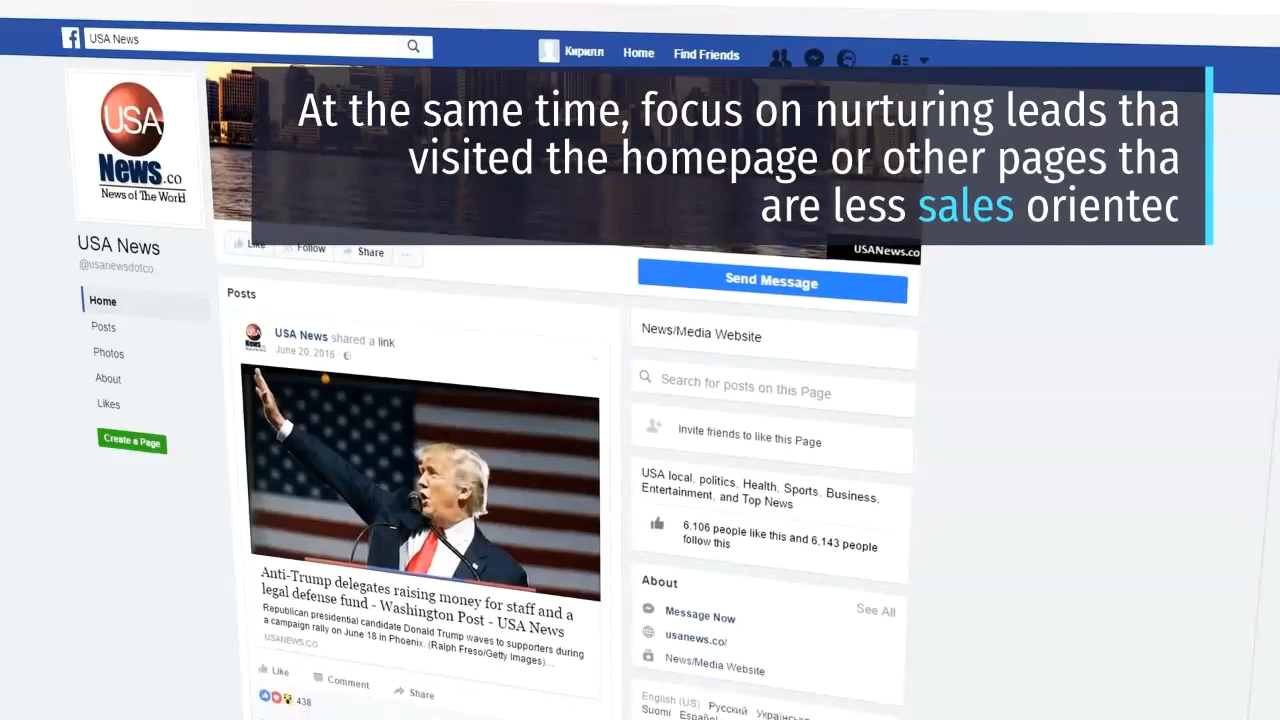 USA News
Кирилл
Home
Find Friends
At the same time, focus on nurturing leads tha
visited the homepage or other pages tha
are less sales oriented
USA
News.co
News of The World
USANews.co
Like
Follow
Share
Send Message
USA News
@usanewsdotco
Home
Posts
Photos
About
Likes
Create a Page
Posts
USA News shared a link
June 20, 2016
Anti-Trump delegates raising money for staff and a
legal defense fund - Washington Post - USA News
Republican presidential candidate Donald Trump waves to supporters during
a campaign rally on June 18 in Phoenix. (Ralph Freso/Getty Images)...
USANEWS.CO
Like
Comment
Share
438
News/Media Website
Search for posts on this Page
Invite friends to like this Page
USA local, politics, Health, Sports, Business,
Entertainment, and Top News
6,106 people like this and 6,143 people
follow this
About
See All
Message Now
usanews.co/
News/Media Website
English (US) Русский
Suomi Español